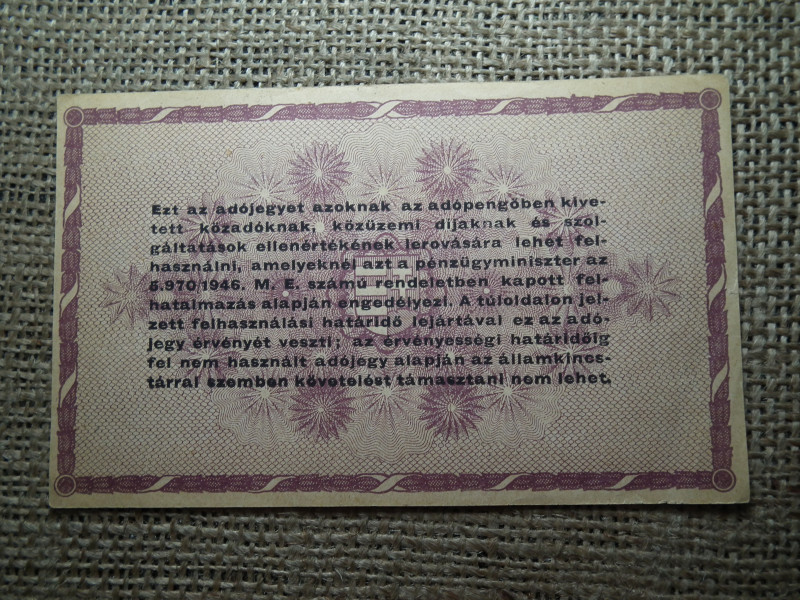 Ezt az adójegyet azoknak az adópengőben kive-
tett közadóknak, közüzemi díjaknak és szol-
gáltatások ellenértékének lerovására lehet fel-
használni, amelyeknél azt a pénzügyminiszter az
5.970/1946. M. E. számú rendeletben kapott fel-
hatalmazás alapján engedélyezi. A túloldalon jel-
zett felhasználási határidő lejártával ez az adó-
jegy érvényét veszti; az érvényességi határidőig
fel nem használt adójegy alapján az államkincs-
tárral szemben követelést támasztani nem lehet.